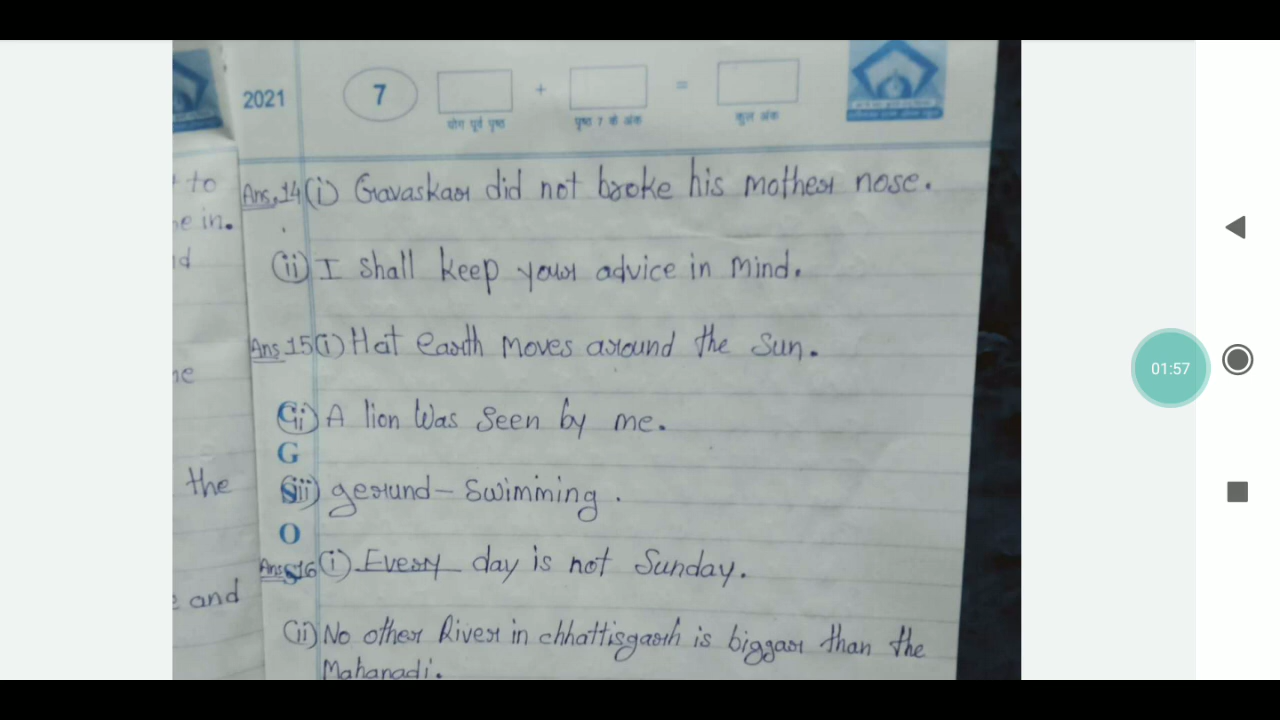 2021 7 + =
योग पूर्व पृष्ठ पृष्ठ 7 के अंक कुल अंक
to
Ans.14 (i) Gavaskar did not broke his mother nose.
e in.
(ii) I shall keep your advice in mind.
Ans 15 (i) Hat earth moves around the Sun.
(ii) A lion was seen by me.
G
the
(iii) gerund - Swimming.
O
Ans 16 (i) Every day is not Sunday.
and
(ii) No other River in chhattisgarh is biggar than the
Mahanadi.
01:57